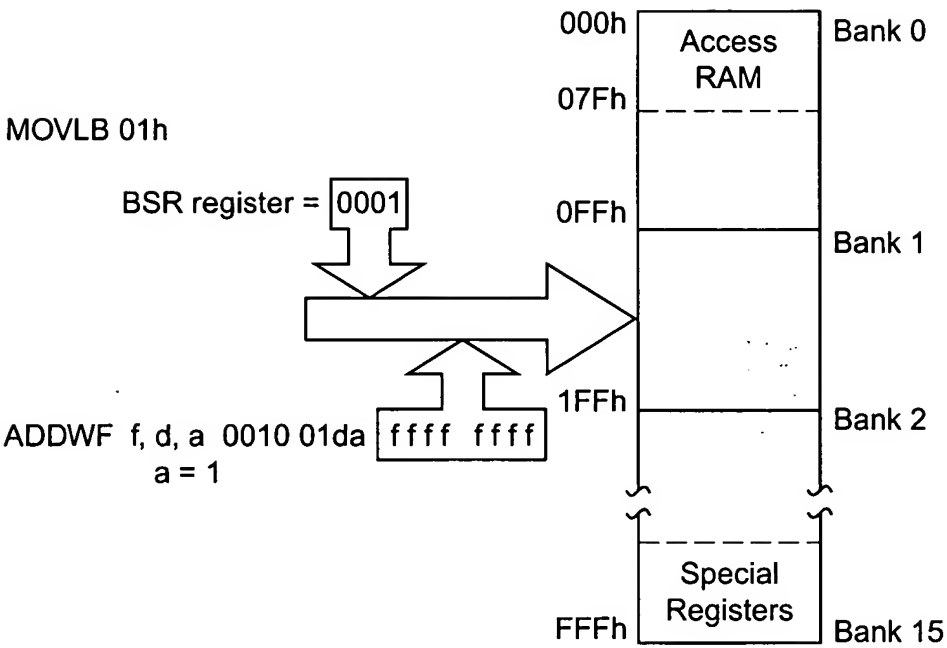 000h
Bank 0
Access
RAM
07Fh
MOVLB 01h
BSR register = 0001
0FFh
Bank 1
1FFh
Bank 2
ADDWF f, d, a 0010 01da ffff ffff
a = 1
Special
Registers
FFFh
Bank 15